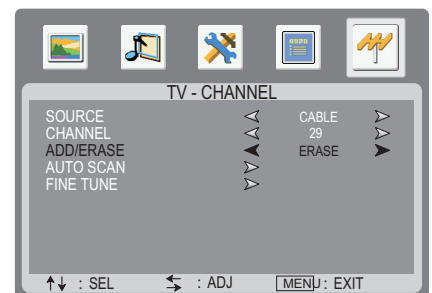 TV - CHANNEL
SOURCE CABLE
CHANNEL 29
ADD/ERASE ERASE
AUTO SCAN
FINE TUNE
: SEL : ADJ MENU : EXIT